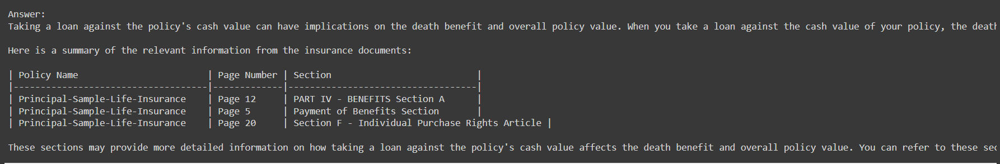 Answer:
Taking a loan against the policy's cash value can have implications on the death benefit and overall policy value. When you take a loan against the cash value of your policy, the death
Here is a summary of the relevant information from the insurance documents:
| Policy Name                        | Page Number | Section                           |
|------------------------------------|-------------|-----------------------------------|
| Principal-Sample-Life-Insurance    | Page 12     | PART IV - BENEFITS Section A      |
| Principal-Sample-Life-Insurance    | Page 5      | Payment of Benefits Section       |
| Principal-Sample-Life-Insurance    | Page 20     | Section F - Individual Purchase Rights Article |
These sections may provide more detailed information on how taking a loan against the policy's cash value affects the death benefit and overall policy value. You can refer to these